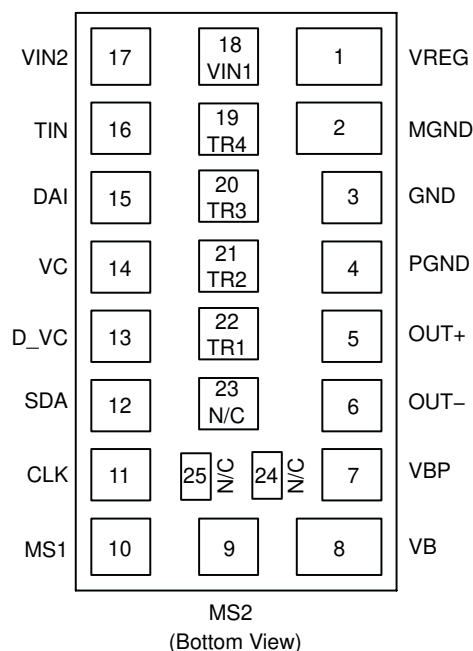 VIN2 17 18 1 VREG
VIN1
TIN 16 19 2 MGND
TR4
DAI 15 20 3 GND
TR3
VC 14 21 4 PGND
TR2
D_VC 13 22 5 OUT+
TR1
SDA 12 23 6 OUT−
N/C
CLK 11 25 N/C 24 N/C 7 VBP
MS1 10 9 8 VB
MS2
(Bottom View)